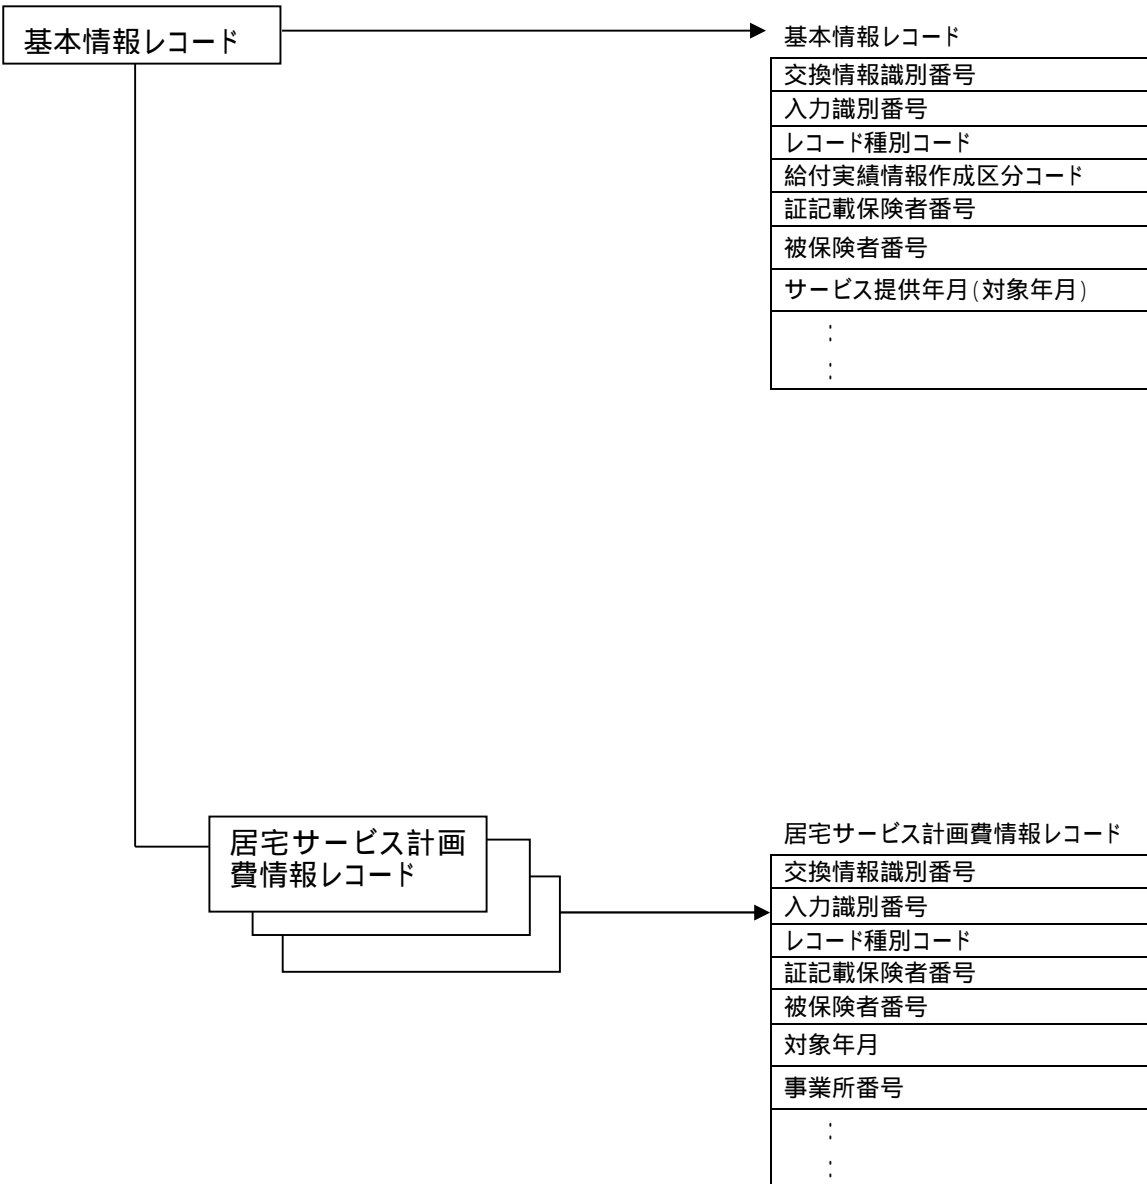 基本情報レコード
基本情報レコード
交換情報識別番号
入力識別番号
レコード種別コード
給付実績情報作成区分コード
証記載保険者番号
被保険者番号
サービス提供年月(対象年月)
:
:
居宅サービス計画
費情報レコード
居宅サービス計画費情報レコード
交換情報識別番号
入力識別番号
レコード種別コード
証記載保険者番号
被保険者番号
対象年月
事業所番号
:
: